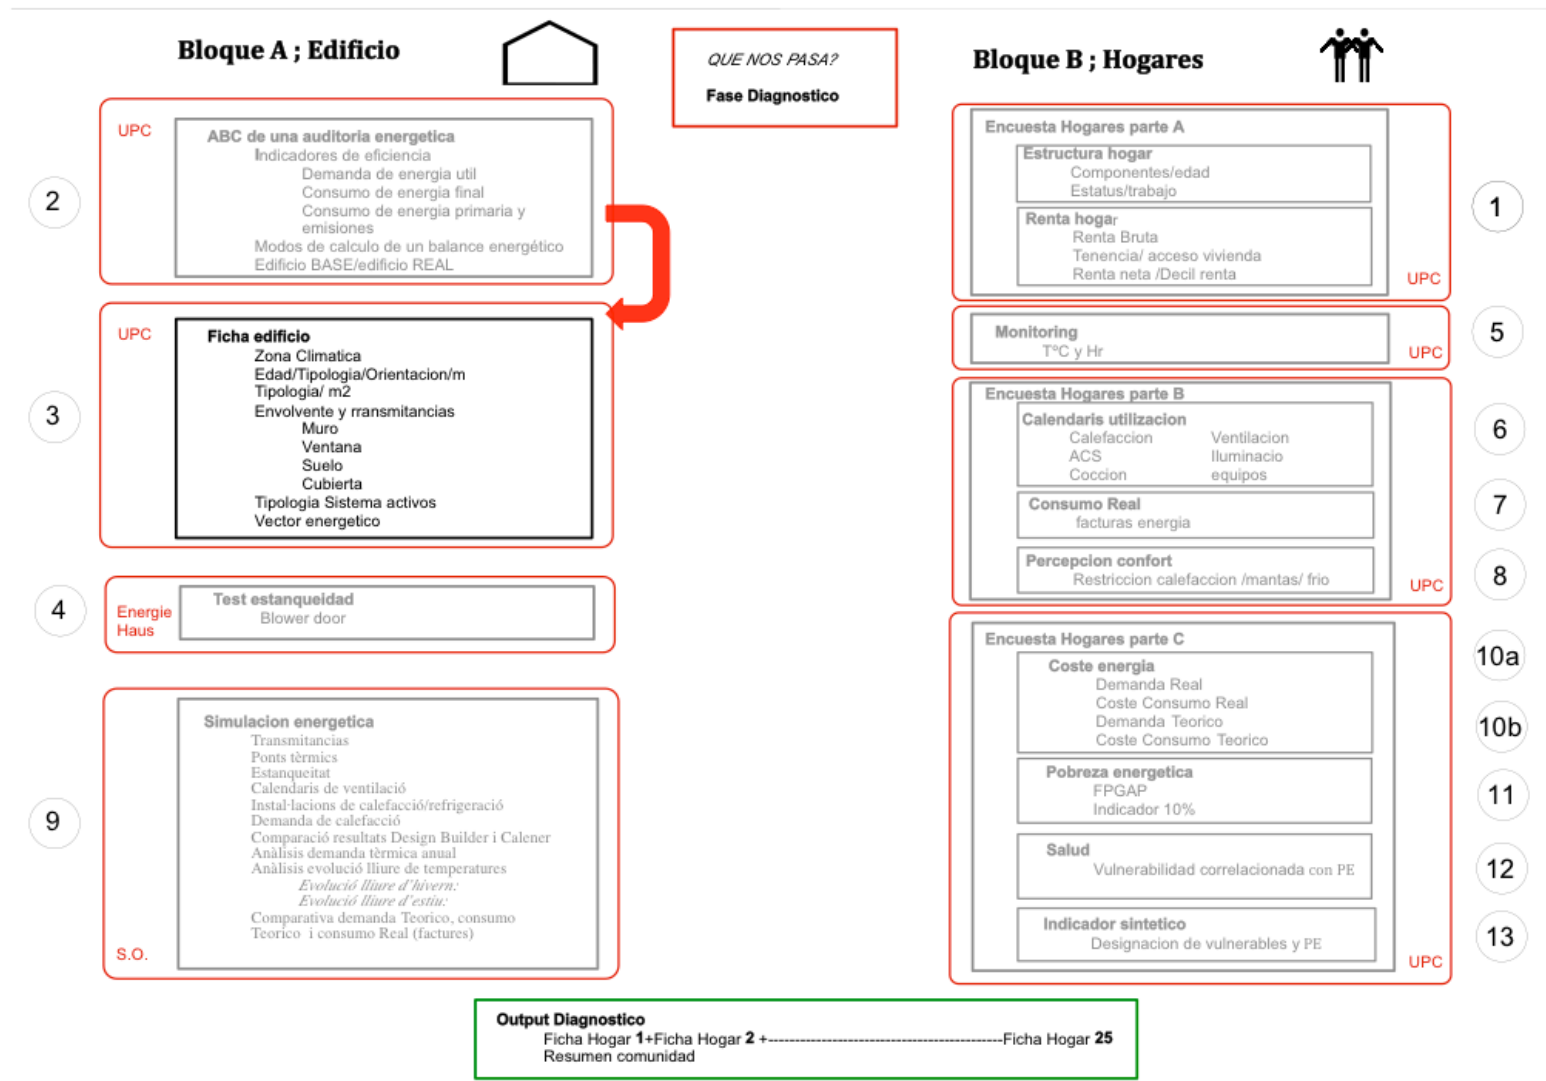 Bloque A ; Edificio
QUE NOS PASA?
Fase Diagnostico
Bloque B ; Hogares
UPC
2
ABC de una auditoria energetica
Indicadores de eficiencia
Demanda de energia util
Consumo de energia final
Consumo de energia primaria y
emisiones
Modos de calculo de un balance energético
Edificio BASE/edificio REAL
UPC
3
Ficha edificio
Zona Climatica
Edad/Tipologia/Orientacion/m
Tipologia/ m2
Envolvente y rransmitancias
Muro
Ventana
Suelo
Cubierta
Tipologia Sistema activos
Vector energetico
4
Energie
Haus
Test estanqueidad
Blower door
9
Simulacion energetica
Transmitancias
Ponts tèrmics
Estanqueitat
Calendaris de ventilació
Instal·lacions de calefacció/refrigeració
Demanda de calefacció
Comparació resultats Design Builder i Calener
Anàlisis demanda tèrmica anual
Anàlisis evolució lliure de temperatures
Evolució lliure d'hivern:
Evolució lliure d'estiu:
Comparativa demanda Teorico, consumo
Teorico i consumo Real (factures)
S.O.
Encuesta Hogares parte A
Estructura hogar
Componentes/edad
Estatus/trabajo
1
Renta hogar
Renta Bruta
Tenencia/ acceso vivienda
Renta neta /Decil renta
UPC
Monitoring
TºC y Hr
UPC
5
Encuesta Hogares parte B
Calendaris utilizacion
Calefaccion Ventilacion
ACS Iluminacio
Coccion equipos
6
Consumo Real
facturas energia
7
Percepcion confort
Restriccion calefaccion /mantas/ frio
UPC
8
Encuesta Hogares parte C
Coste energia
Demanda Real
Coste Consumo Real
Demanda Teorico
Coste Consumo Teorico
10a
10b
Pobreza energetica
FPGAP
Indicador 10%
11
Salud
Vulnerabilidad correlacionada con PE
12
Indicador sintetico
Designacion de vulnerables y PE
13
UPC
Output Diagnostico
Ficha Hogar 1+Ficha Hogar 2 +--------------------------------------------Ficha Hogar 25
Resumen comunidad